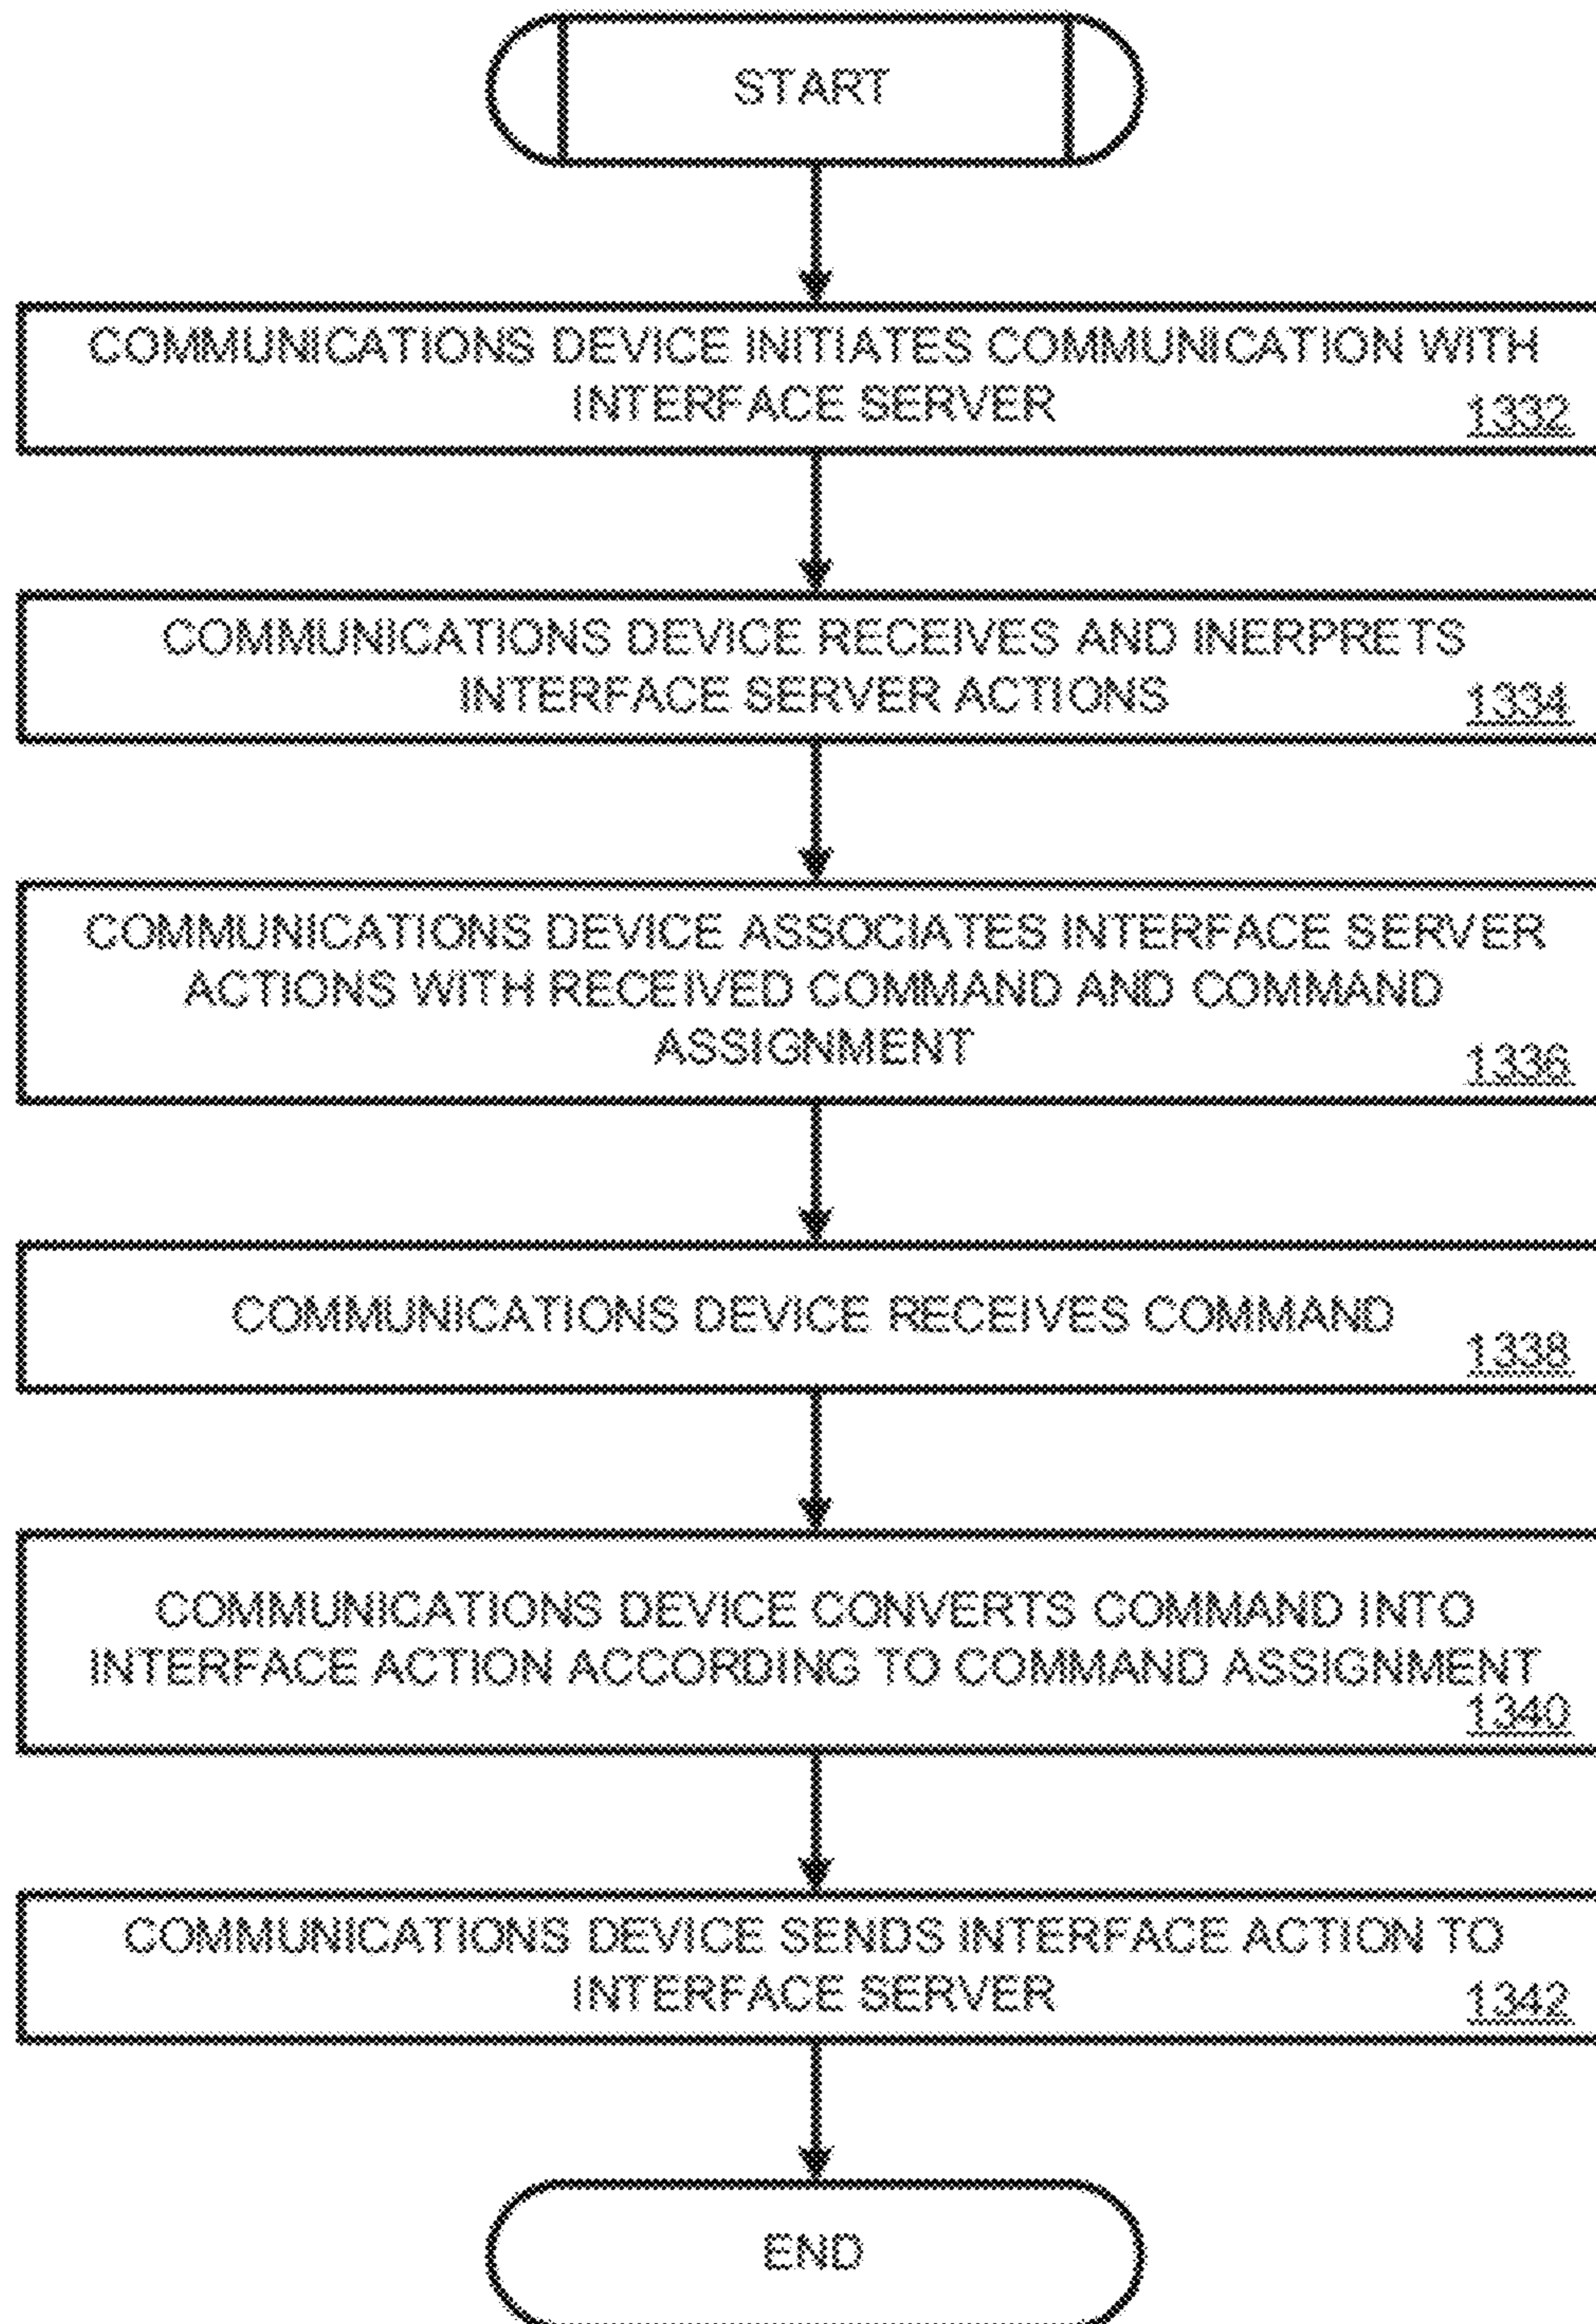 START
COMMUNICATIONS DEVICE INITIATES COMMUNICATION WITH
INTERFACE SERVER
1332
COMMUNICATIONS DEVICE RECEIVES AND INERPRETS
INTERFACE SERVER ACTIONS
1334
COMMUNICATIONS DEVICE ASSOCIATES INTERFACE SERVER
ACTIONS WITH RECEIVED COMMAND AND COMMAND
ASSIGNMENT
1336
COMMUNICATIONS DEVICE RECEIVES COMMAND
1338
COMMUNICATIONS DEVICE CONVERTS COMMAND INTO
INTERFACE ACTION ACCORDING TO COMMAND ASSIGNMENT
1340
COMMUNICATIONS DEVICE SENDS INTERFACE ACTION TO
INTERFACE SERVER
1342
END